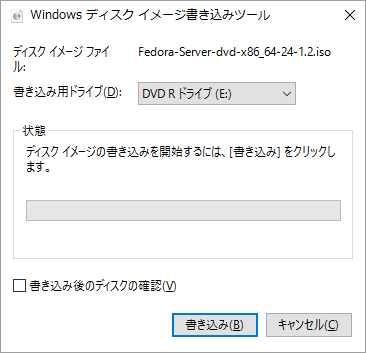 Windows ディスク イメージ書き込みツール
ディスク イメージ ファイ Fedora-Server-dvd-x86_64-24-1.2.iso
ル:
書き込み用ドライブ(D): DVD R ドライブ (E:)
状態
ディスク イメージの書き込みを開始するには、[書き込み] をクリックし
ます。
書き込み後のディスクの確認(V)
書き込み(B) キャンセル(C)